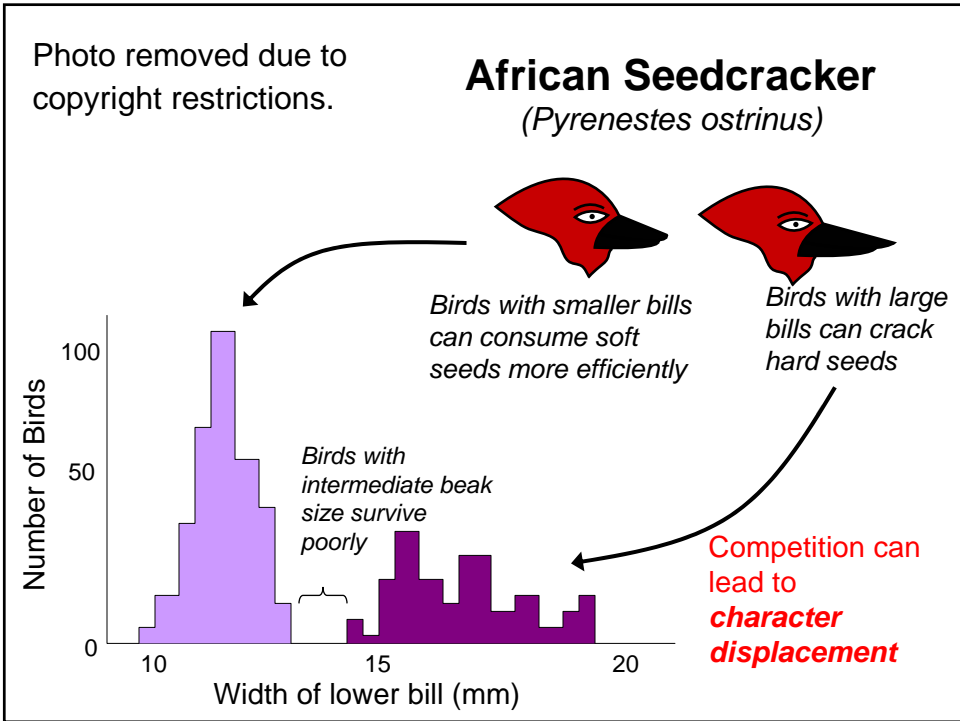 Photo removed due to
copyright restrictions.
African Seedcracker
(Pyrenestes ostrinus)
Birds with smaller bills
can consume soft
seeds more efficiently
Birds with large
bills can crack
hard seeds
Number of Birds
100
50
0
Birds with
intermediate beak
size survive
poorly
Competition can
lead to
character
displacement
10
15
20
Width of lower bill (mm)